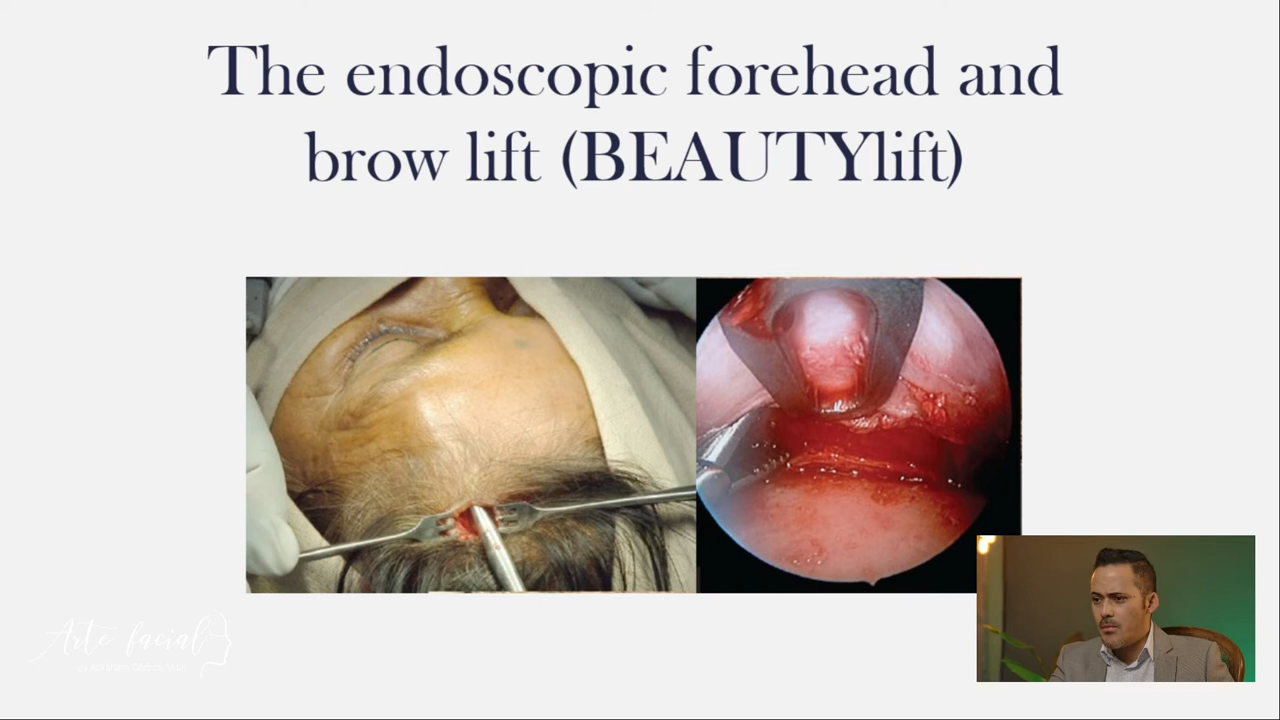 The endoscopic forehead and
brow lift (BEAUTYlift)
Arte facial